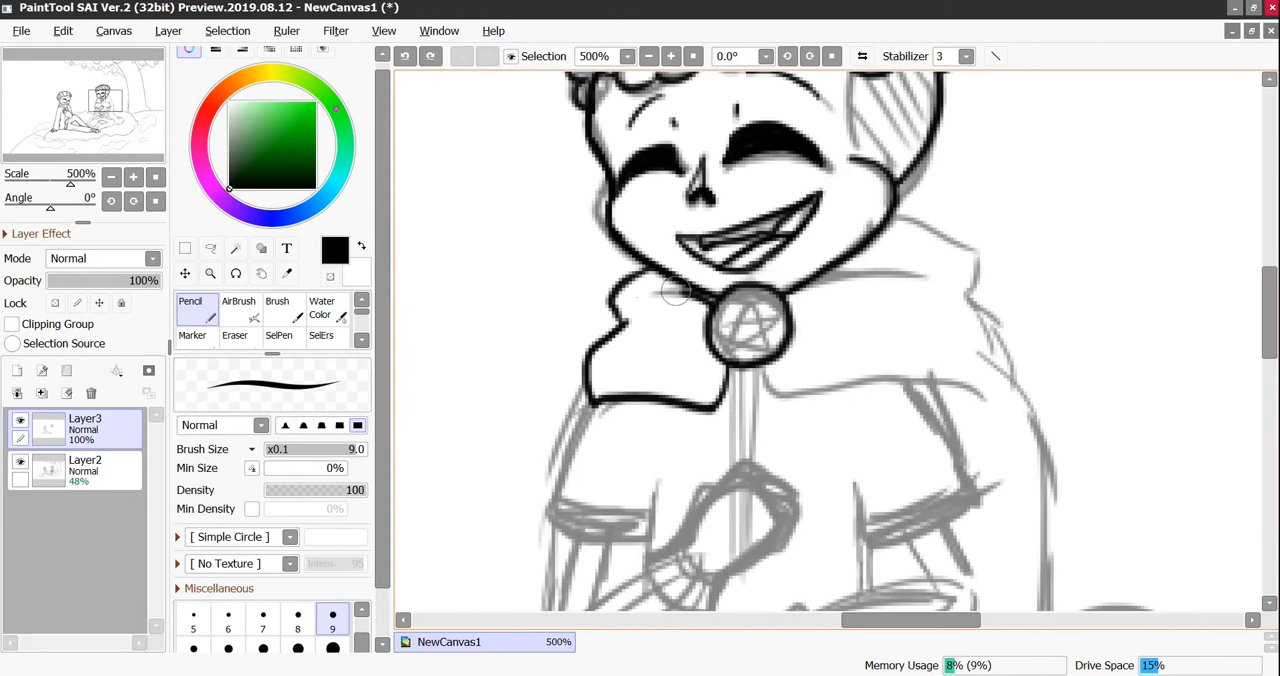 PaintTool SAI Ver.2 (32bit) Preview.2019.08.12 - NewCanvas1 (*)
File Edit Canvas Layer Selection Ruler Filter View Window Help
Selection 500% 0.0° Stabilizer 3
Scale 500%
Angle 0°
Layer Effect
Mode Normal
Opacity 100%
Lock
Clipping Group
Selection Source
Layer3
Normal
100%
Layer2
Normal
48%
T
Pencil AirBrush Brush Water Color
Marker Eraser SelPen SelErs
Normal
Brush Size x0.1 9.0
Min Size 0%
Density 100
Min Density 0%
[ Simple Circle ]
[ No Texture ] Intens. 95
Miscellaneous
5 6 7 8 9
NewCanvas1 500%
Memory Usage 8% (9%) Drive Space 15%